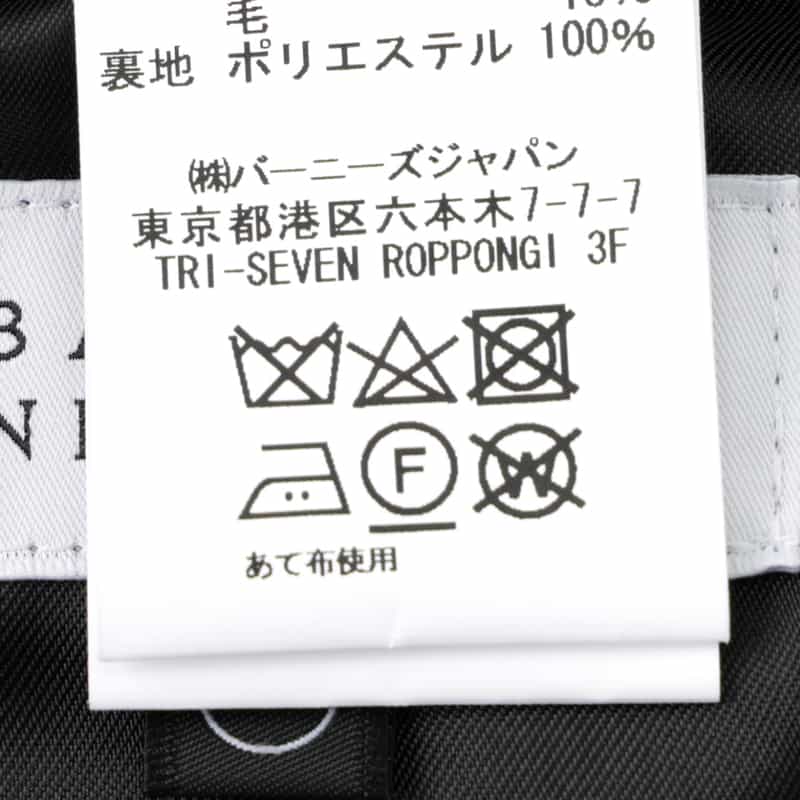 毛
裏地 ポリエステル 100%
(株)バーニーズジャパン
東京都港区六本木7-7-7
TRI-SEVEN ROPPONGI 3F
F
W
あて布使用